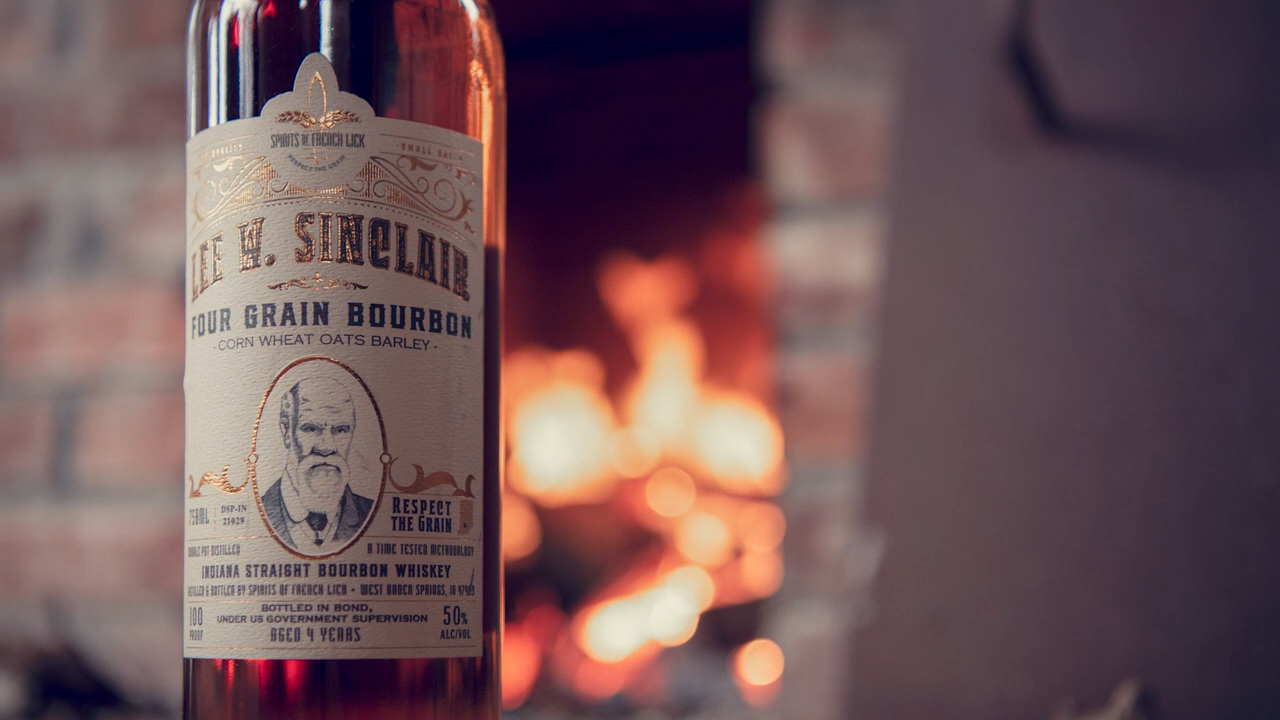 SPIRITS OF FRENCH LICK
RESPECT THE GRAIN
QUALITY
SMALL BATCH
LEE W. SINCLAIR
FOUR GRAIN BOURBON
-CORN WHEAT OATS BARLEY-
750ML
DSP-IN
21029
RESPECT
THE GRAIN
DOUBLE POT DISTILLED
A TIME TESTED METHODOLOGY
INDIANA STRAIGHT BOURBON WHISKEY
DISTILLED & BOTTLED BY SPIRITS OF FRENCH LICK • WEST BADEN SPRINGS, IN 47469
100
PROOF
BOTTLED IN BOND,
UNDER US GOVERNMENT SUPERVISION
AGED 4 YEARS
50%
ALC/VOL